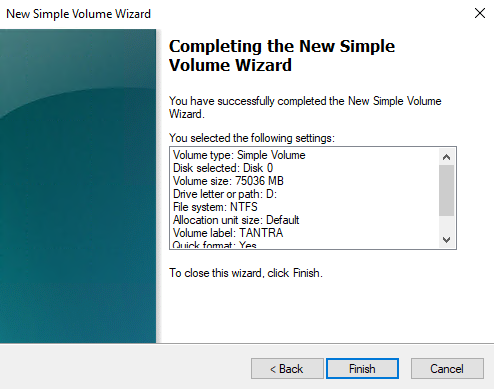 New Simple Volume Wizard
Completing the New Simple
Volume Wizard
You have successfully completed the New Simple Volume
Wizard.
You selected the following settings:
Volume type: Simple Volume
Disk selected: Disk 0
Volume size: 75036 MB
Drive letter or path: D:
File system: NTFS
Allocation unit size: Default
Volume label: TANTRA
Quick format: Yes
To close this wizard, click Finish.
< Back
Finish
Cancel